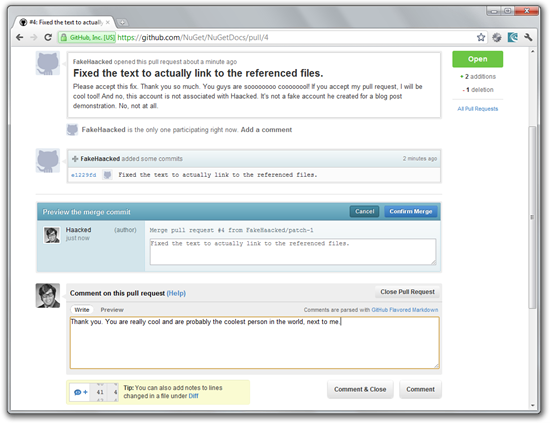 #4: Fixed the text to actuall
GitHub, Inc. [US] https://github.com/NuGet/NuGetDocs/pull/4
FakeHaacked opened this pull request about a minute ago
Fixed the text to actually link to the referenced files.
Please accept this fix. Thank you so much. You guys are sooooooo cooooooool! If you accept my pull request, I will
be cool too! And no, this account is not associated with Haacked. It's not a fake account he created for a blog post
demonstration. No, not at all.
Open
2 additions
- 1 deletion
All Pull Requests
FakeHaacked is the only one participating right now. Add a comment
FakeHaacked added some commits
2 minutes ago
e1229fd Fixed the text to actually link to the referenced files.
Preview the merge commit
Cancel
Confirm Merge
Haacked (author)
just now
Merge pull request #4 from FakeHaacked/patch-1
Fixed the text to actually link to the referenced files.
Comment on this pull request (Help)
Close Pull Request
Write
Preview
Comments are parsed with GitHub Flavored Markdown
Thank you. You are really cool and are probably the coolest person in the world, next to me.
+ 41 4
Tip: You can also add notes to lines
changed in a file under Diff
Comment & Close
Comment